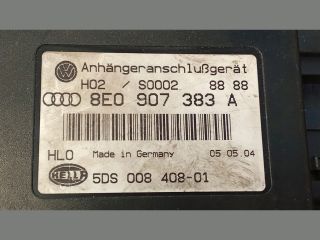 Anhängeranschlußgerät
H02 / S0002 88 88
8E0 907 383 A
HLO Made in Germany 05 05.04
HELLA 5DS 008 408-01